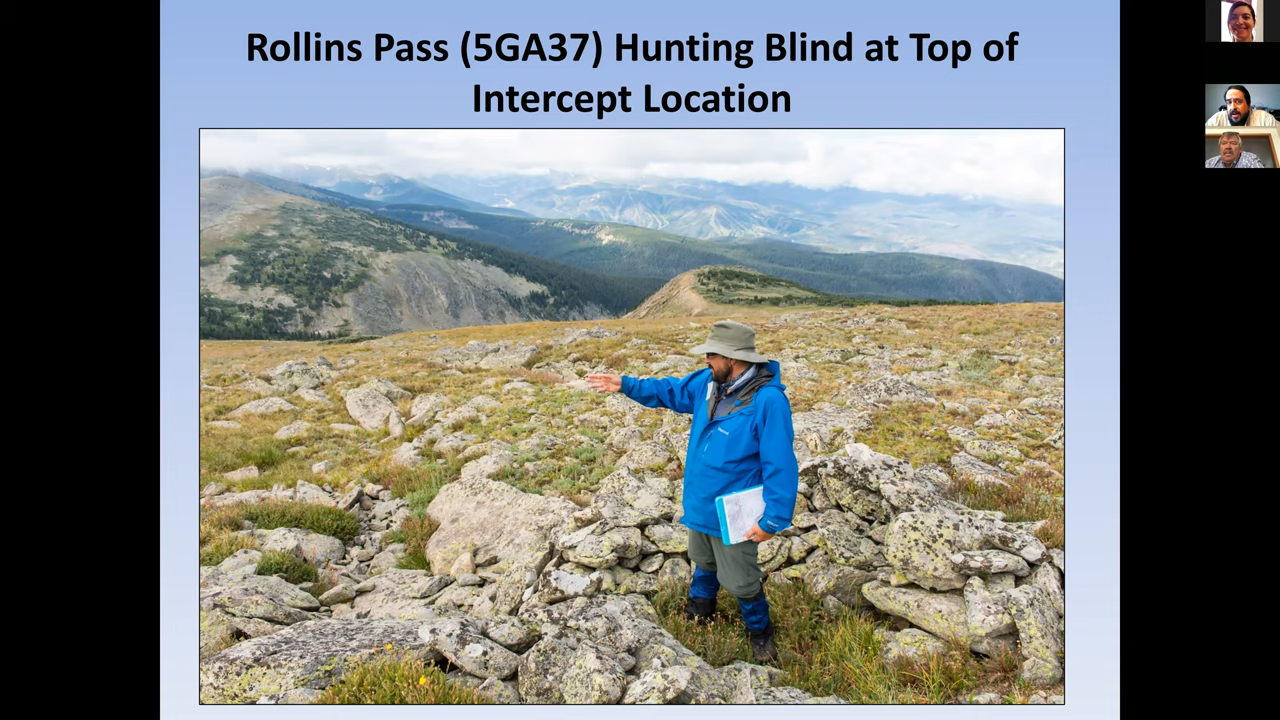 Rollins Pass (5GA37) Hunting Blind at Top of
Intercept Location